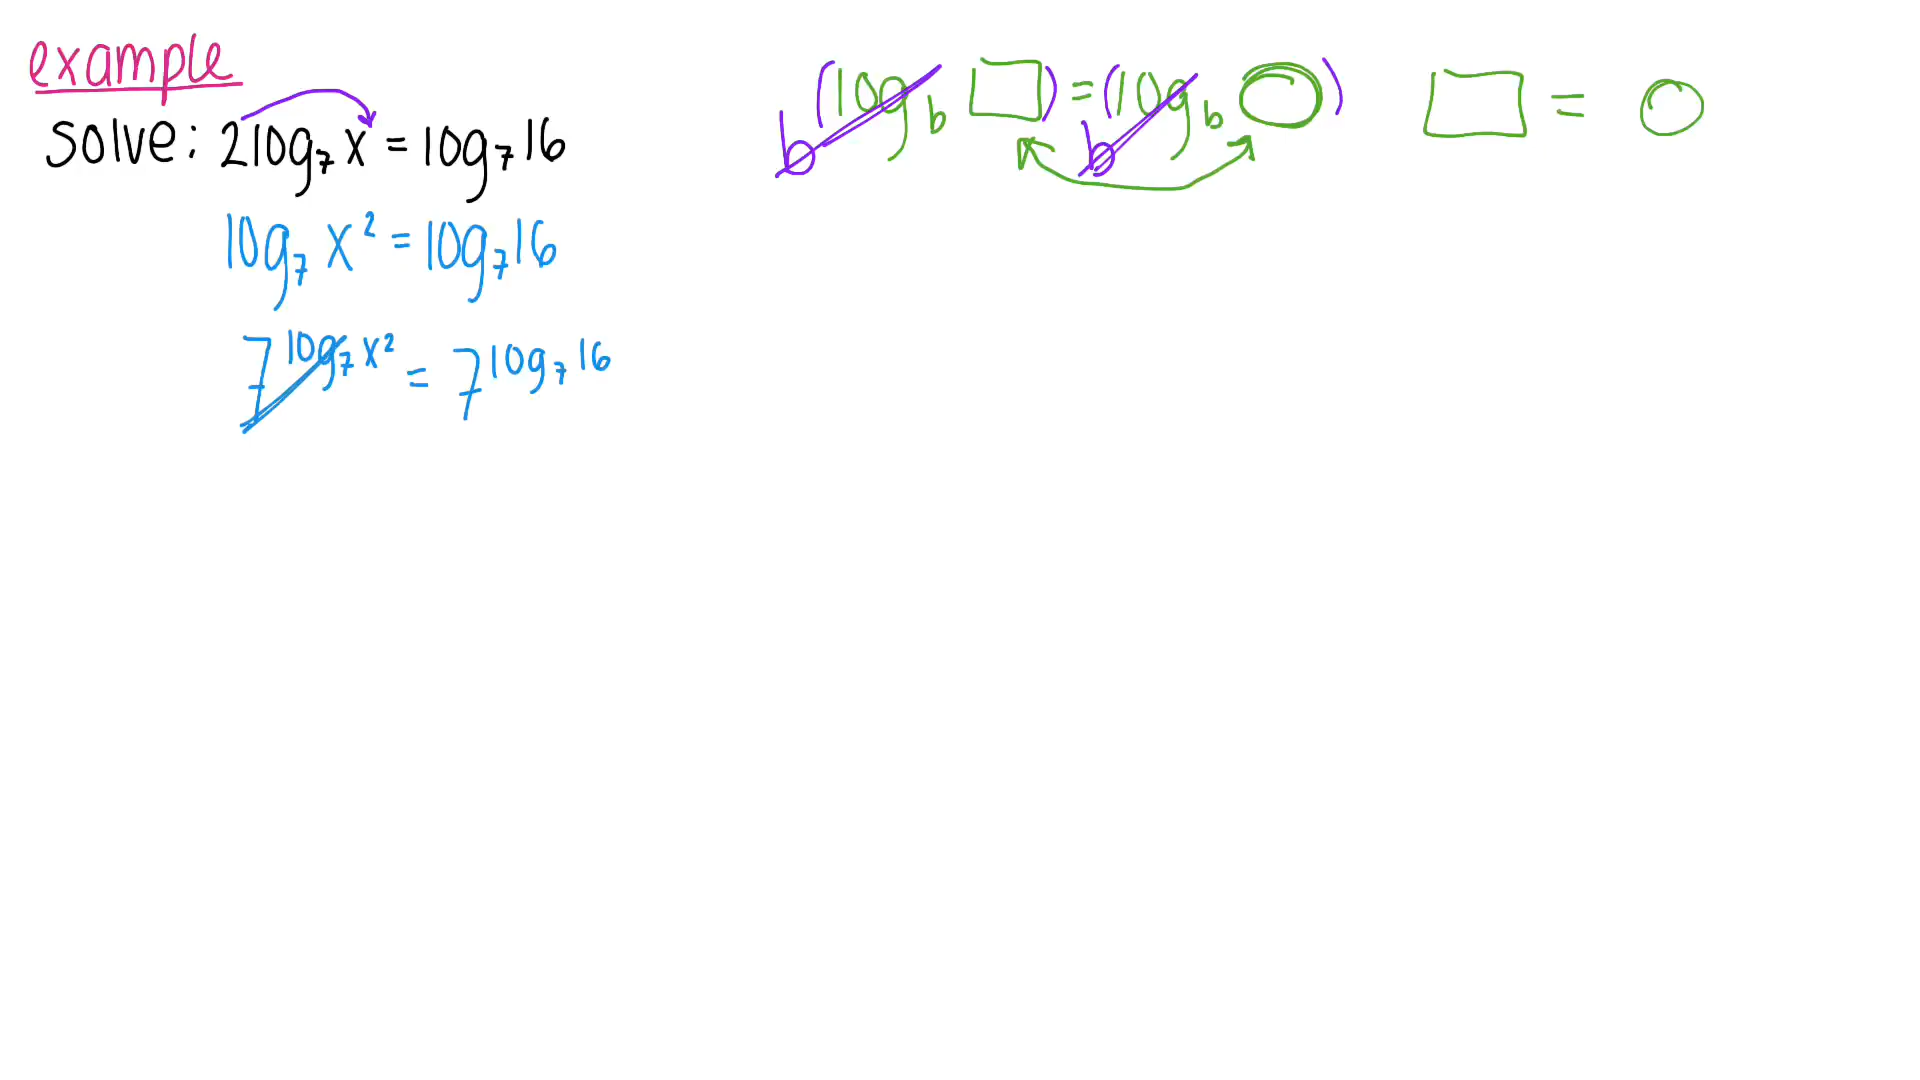 example
solve: 2log₇ x = log₇ 16
log₇ x² = log₇ 16
7^(log₇ x²) = 7^(log₇ 16)
b^(log_b □) = b^(log_b ○)
□ = ○